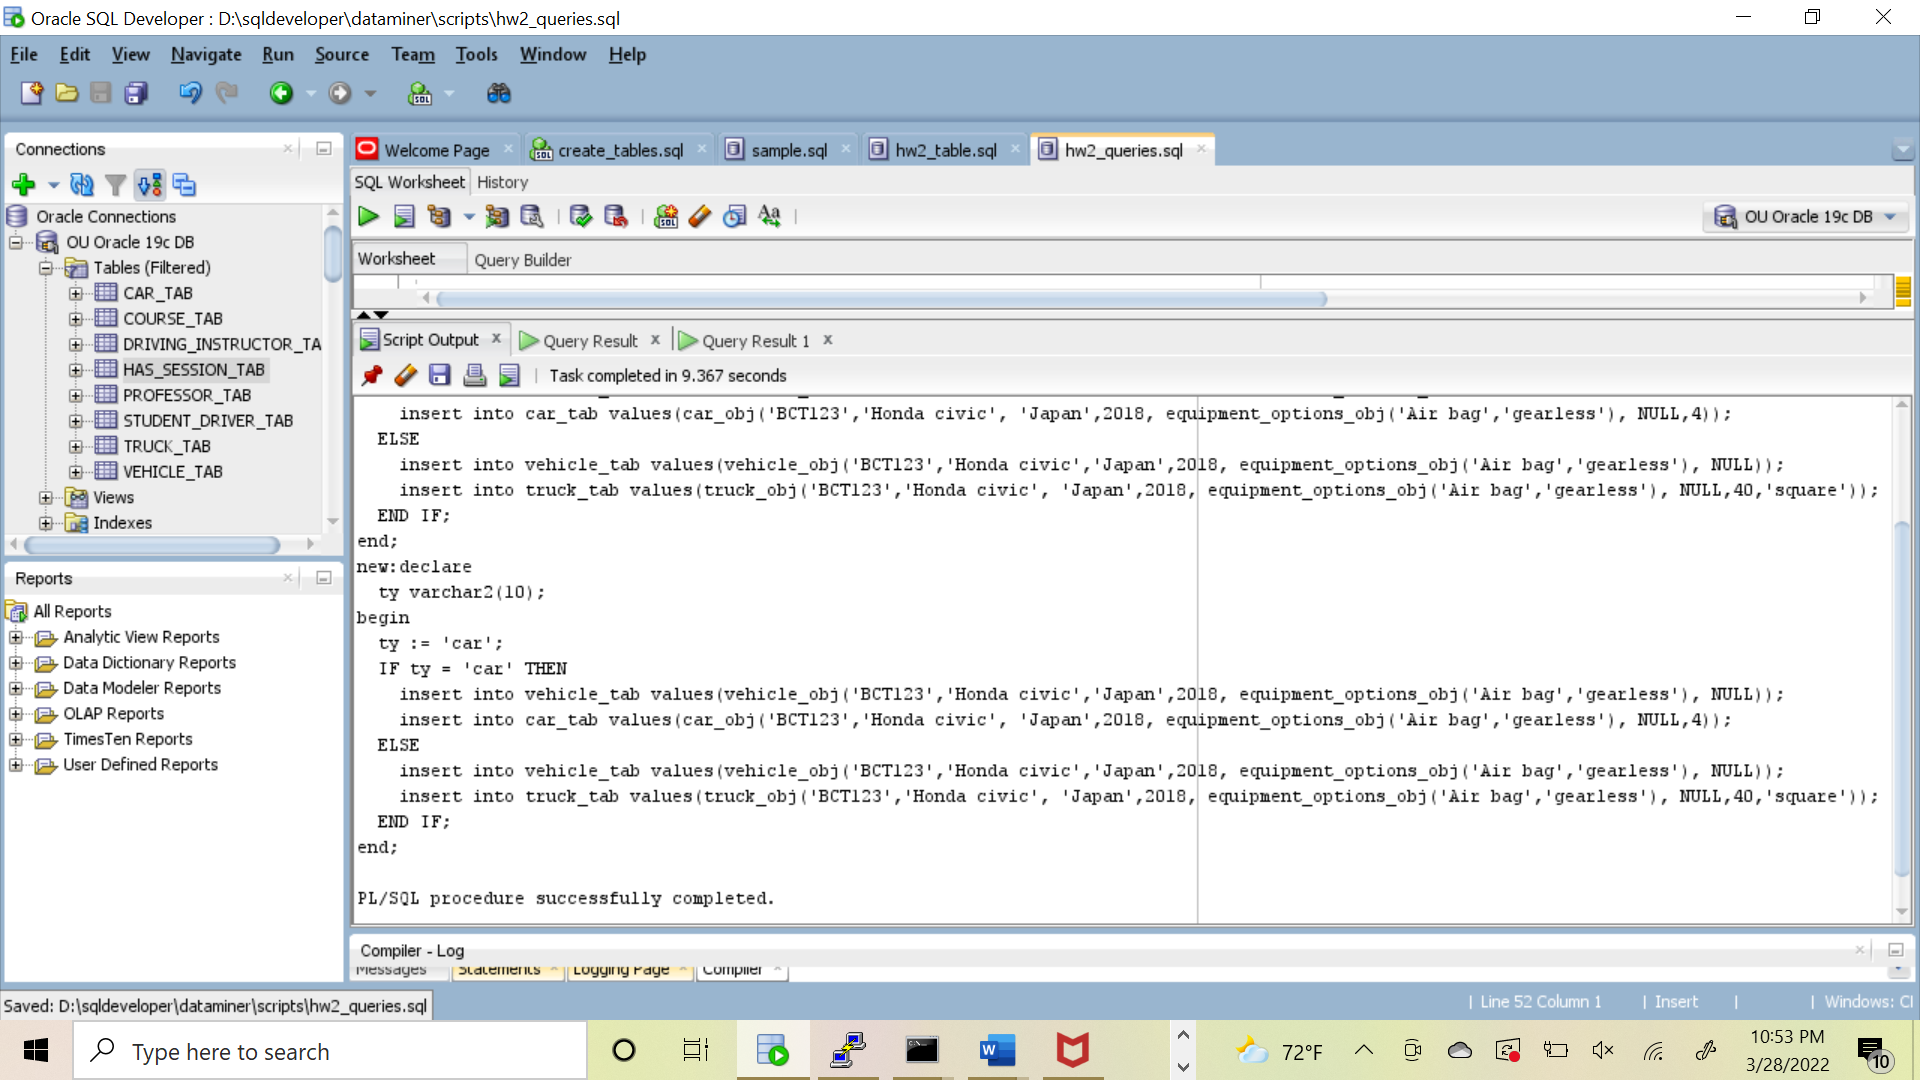 Oracle SQL Developer : D:\sqldeveloper\dataminer\scripts\hw2_queries.sql
File Edit View Navigate Run Source Team Tools Window Help
Connections
Oracle Connections
OU Oracle 19c DB
Tables (Filtered)
CAR_TAB
COURSE_TAB
DRIVING_INSTRUCTOR_TA
HAS_SESSION_TAB
PROFESSOR_TAB
STUDENT_DRIVER_TAB
TRUCK_TAB
VEHICLE_TAB
Views
Indexes
Reports
All Reports
Analytic View Reports
Data Dictionary Reports
Data Modeler Reports
OLAP Reports
TimesTen Reports
User Defined Reports
Welcome Page create_tables.sql sample.sql hw2_table.sql hw2_queries.sql
SQL Worksheet History
OU Oracle 19c DB
Worksheet Query Builder
Script Output Query Result Query Result 1
Task completed in 9.367 seconds
insert into car_tab values(car_obj('BCT123','Honda civic', 'Japan',2018, equipment_options_obj('Air bag','gearless'), NULL,4));
ELSE
insert into vehicle_tab values(vehicle_obj('BCT123','Honda civic','Japan',2018, equipment_options_obj('Air bag','gearless'), NULL));
insert into truck_tab values(truck_obj('BCT123','Honda civic', 'Japan',2018, equipment_options_obj('Air bag','gearless'), NULL,40,'square'));
END IF;
end;
new:declare
ty varchar2(10);
begin
ty := 'car';
IF ty = 'car' THEN
insert into vehicle_tab values(vehicle_obj('BCT123','Honda civic','Japan',2018, equipment_options_obj('Air bag','gearless'), NULL));
insert into car_tab values(car_obj('BCT123','Honda civic', 'Japan',2018, equipment_options_obj('Air bag','gearless'), NULL,4));
ELSE
insert into vehicle_tab values(vehicle_obj('BCT123','Honda civic','Japan',2018, equipment_options_obj('Air bag','gearless'), NULL));
insert into truck_tab values(truck_obj('BCT123','Honda civic', 'Japan',2018, equipment_options_obj('Air bag','gearless'), NULL,40,'square'));
END IF;
end;
PL/SQL procedure successfully completed.
Compiler - Log
Messages Statements Logging Page Compiler
Saved: D:\sqldeveloper\dataminer\scripts\hw2_queries.sql
Line 52 Column 1 Insert Windows: Cl
Type here to search
72°F
10:53 PM
3/28/2022
10